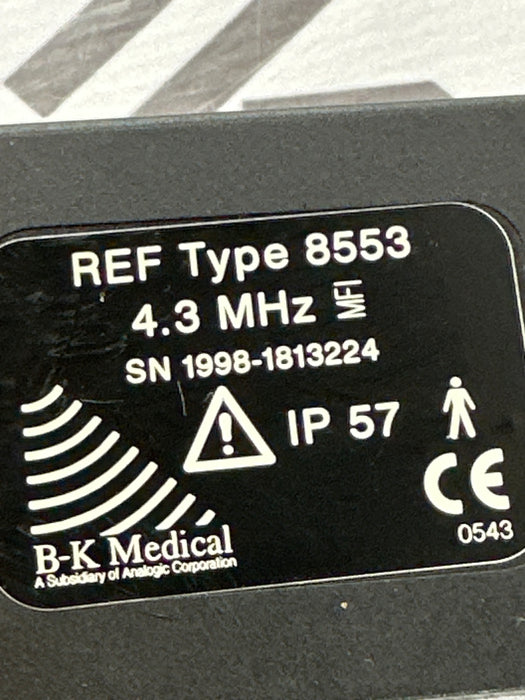 REF Type 8553
4.3 MHz MFI
SN 1998-1813224
IP 57
CE
0543
B-K Medical
A Subsidiary of Analogic Corporation